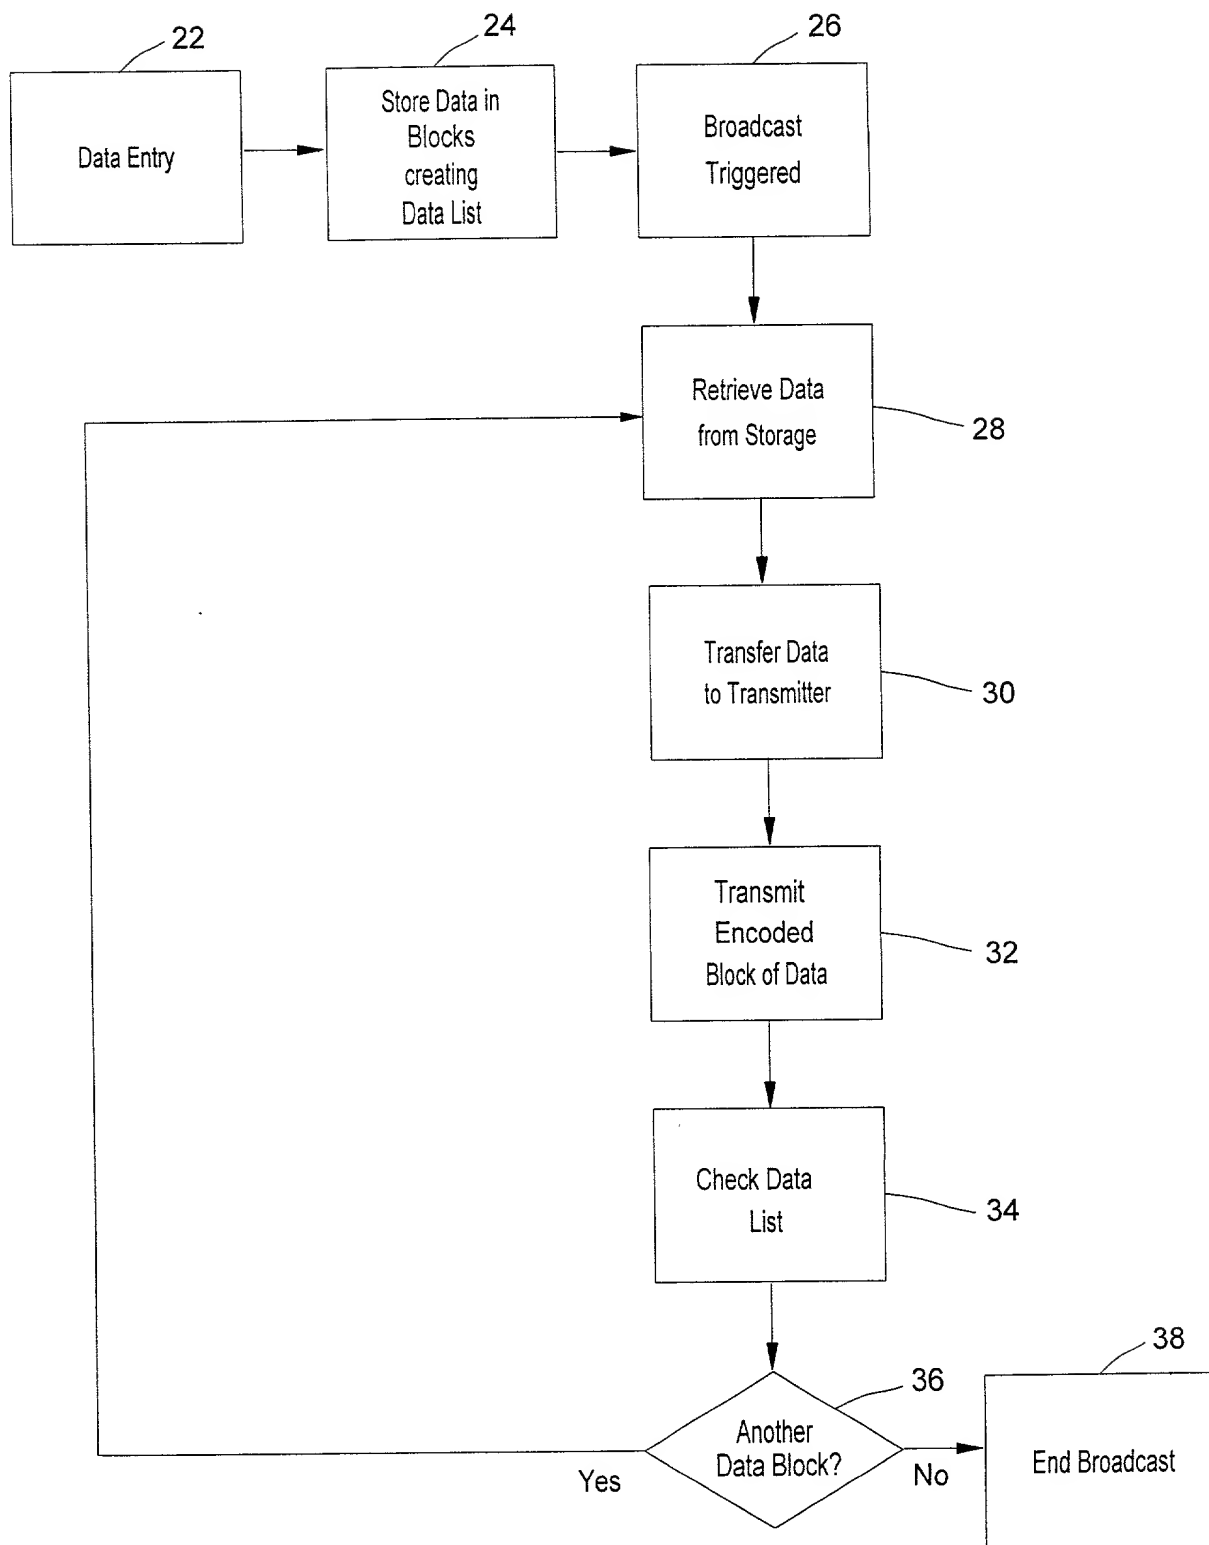 22
24
26
Data Entry
Store Data in
Blocks
creating
Data List
Broadcast
Triggered
Retrieve Data
from Storage
28
Transfer Data
to Transmitter
30
Transmit
Encoded
Block of Data
32
Check Data
List
34
36
38
Another
Data Block?
Yes
No
End Broadcast